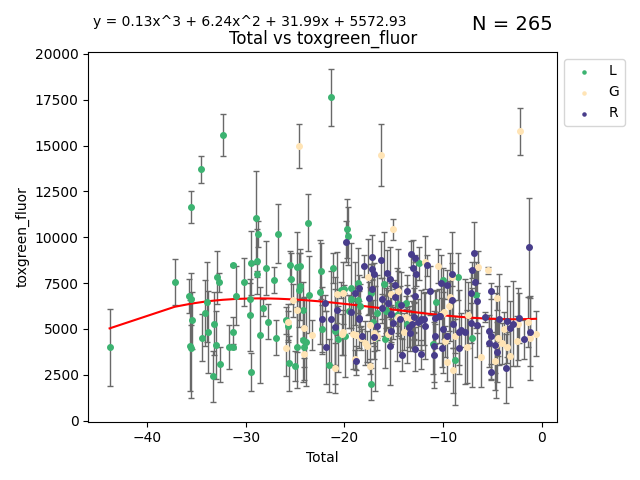 y = 0.13x^3 + 6.24x^2 + 31.99x + 5572.93
N = 265
Total vs toxgreen_fluor
20000
17500
15000
12500
10000
7500
5000
2500
0
toxgreen_fluor
−40
−30
−20
−10
0
Total
L
G
R